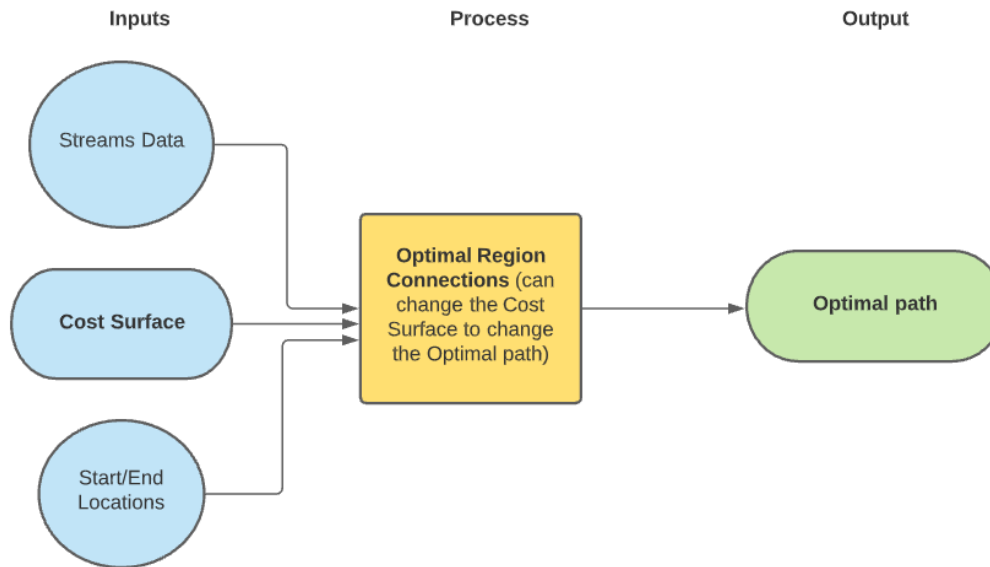 Inputs
Process
Output
Streams Data
Cost Surface
Start/End
Locations
Optimal Region
Connections (can
change the Cost
Surface to change
the Optimal path)
Optimal path